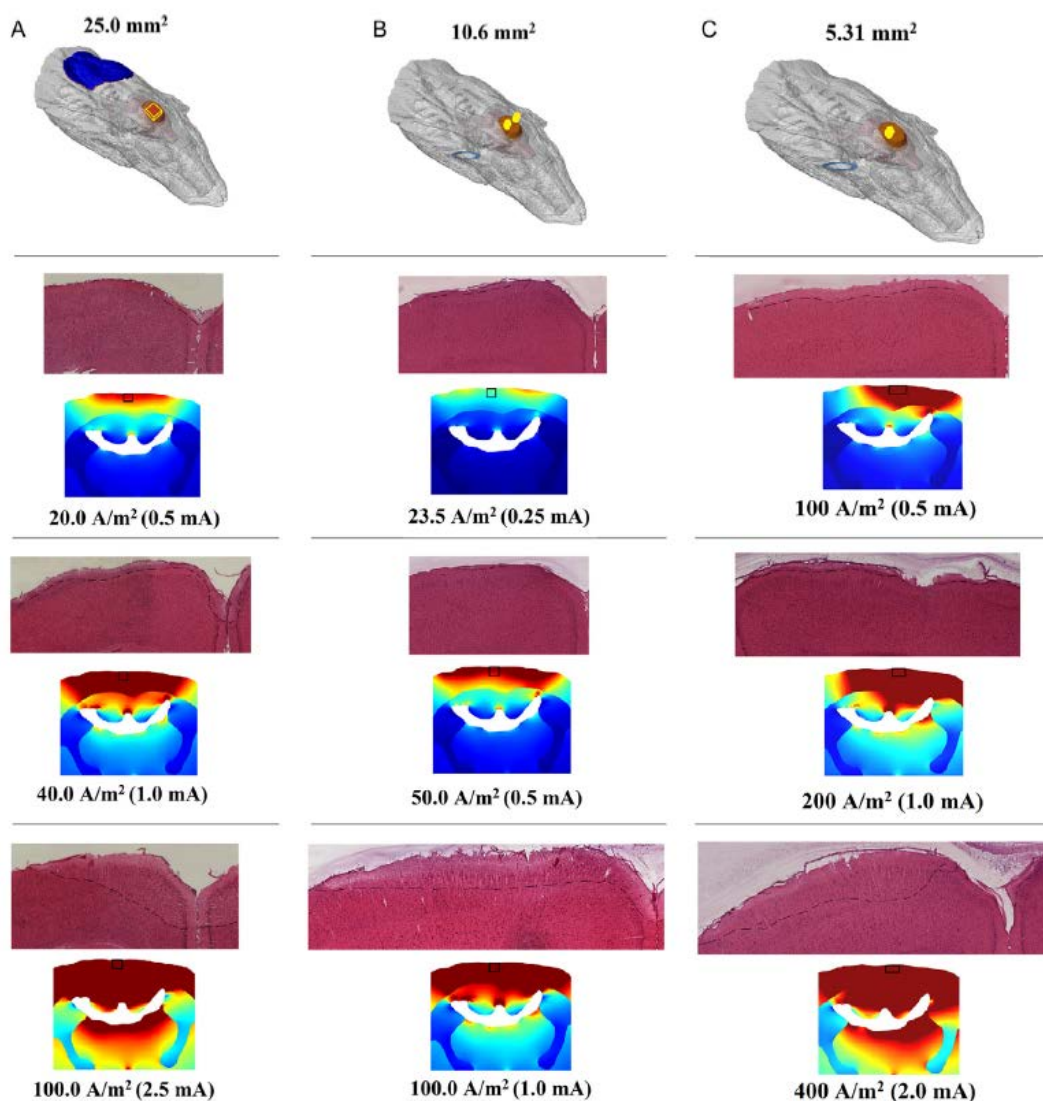 A
25.0 mm²
B
10.6 mm²
C
5.31 mm²
20.0 A/m² (0.5 mA)
23.5 A/m² (0.25 mA)
100 A/m² (0.5 mA)
40.0 A/m² (1.0 mA)
50.0 A/m² (0.5 mA)
200 A/m² (1.0 mA)
100.0 A/m² (2.5 mA)
100.0 A/m² (1.0 mA)
400 A/m² (2.0 mA)